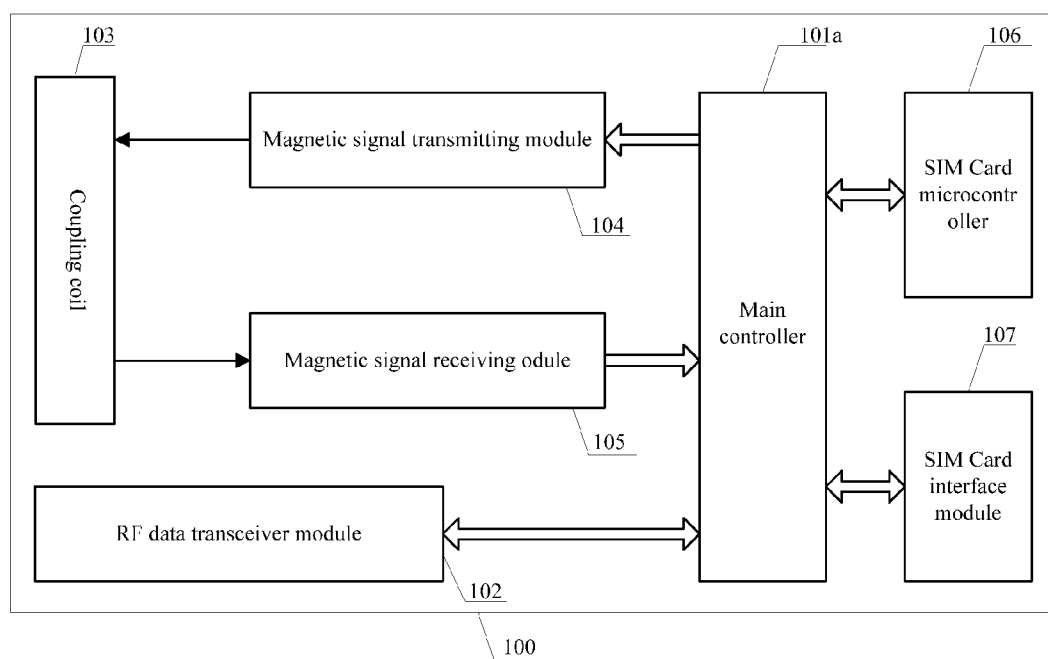 103
101a
106
Magnetic signal transmitting module
SIM Card
microcontr
oller
104
Coupling coil
Main
controller
Magnetic signal receiving odule
107
105
SIM Card
interface
module
RF data transceiver module
102
100